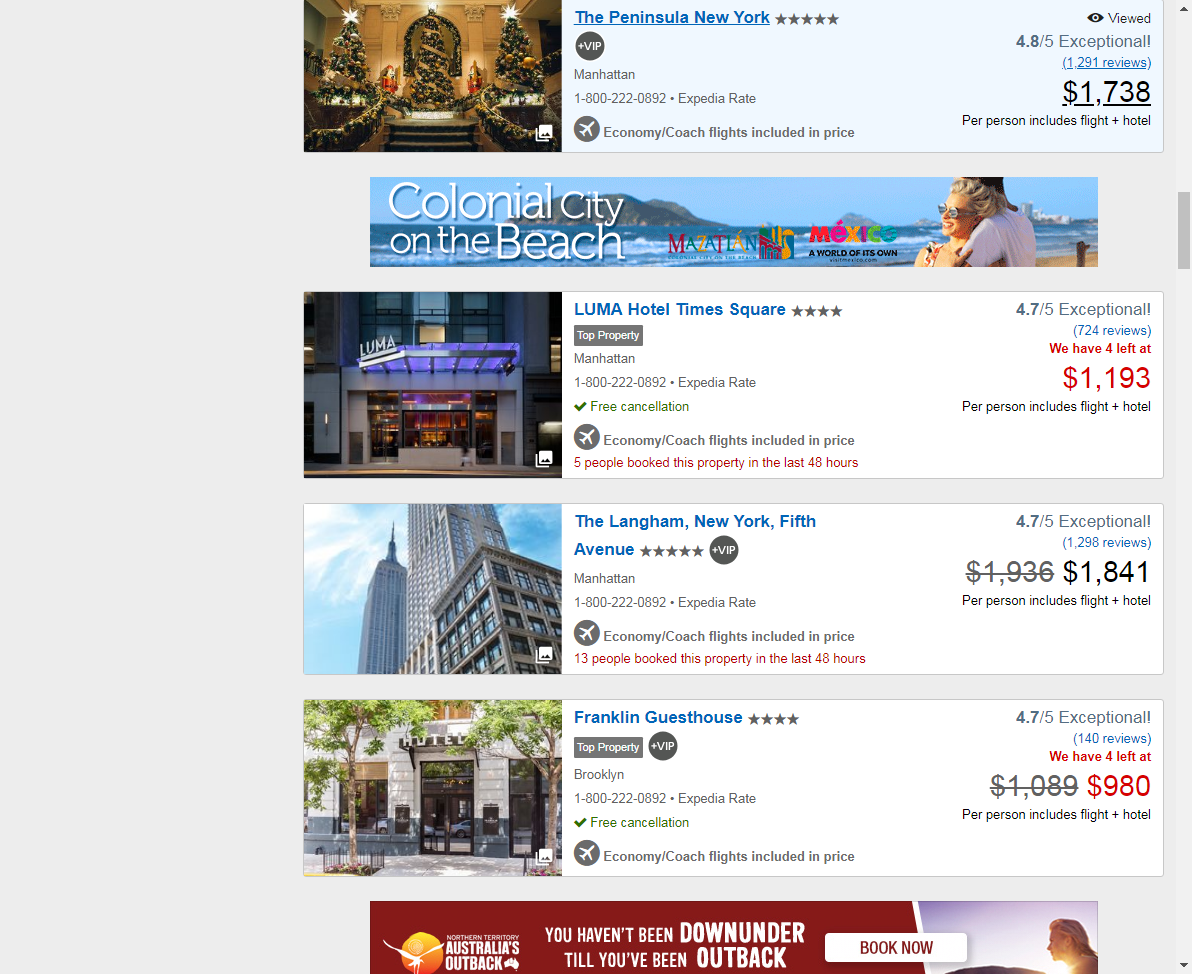 The Peninsula New York
+VIP
Manhattan
1-800-222-0892 • Expedia Rate
Economy/Coach flights included in price
Viewed
4.8/5 Exceptional!
(1,291 reviews)
$1,738
Per person includes flight + hotel
Colonial City
on the Beach
MAZATLÁN
COLONIAL CITY ON THE BEACH
méxico
A WORLD OF ITS OWN
visitmexico.com
LUMA
LUMA Hotel Times Square
Top Property
Manhattan
1-800-222-0892 • Expedia Rate
Free cancellation
Economy/Coach flights included in price
5 people booked this property in the last 48 hours
4.7/5 Exceptional!
(724 reviews)
We have 4 left at
$1,193
Per person includes flight + hotel
The Langham, New York, Fifth
Avenue +VIP
Manhattan
1-800-222-0892 • Expedia Rate
Economy/Coach flights included in price
13 people booked this property in the last 48 hours
4.7/5 Exceptional!
(1,298 reviews)
$1,936 $1,841
Per person includes flight + hotel
HOTEL
Franklin Guesthouse
Top Property +VIP
Brooklyn
1-800-222-0892 • Expedia Rate
Free cancellation
Economy/Coach flights included in price
4.7/5 Exceptional!
(140 reviews)
We have 4 left at
$1,089 $980
Per person includes flight + hotel
NORTHERN TERRITORY
AUSTRALIA'S
OUTBACK
YOU HAVEN'T BEEN DOWNUNDER
TILL YOU'VE BEEN OUTBACK
BOOK NOW